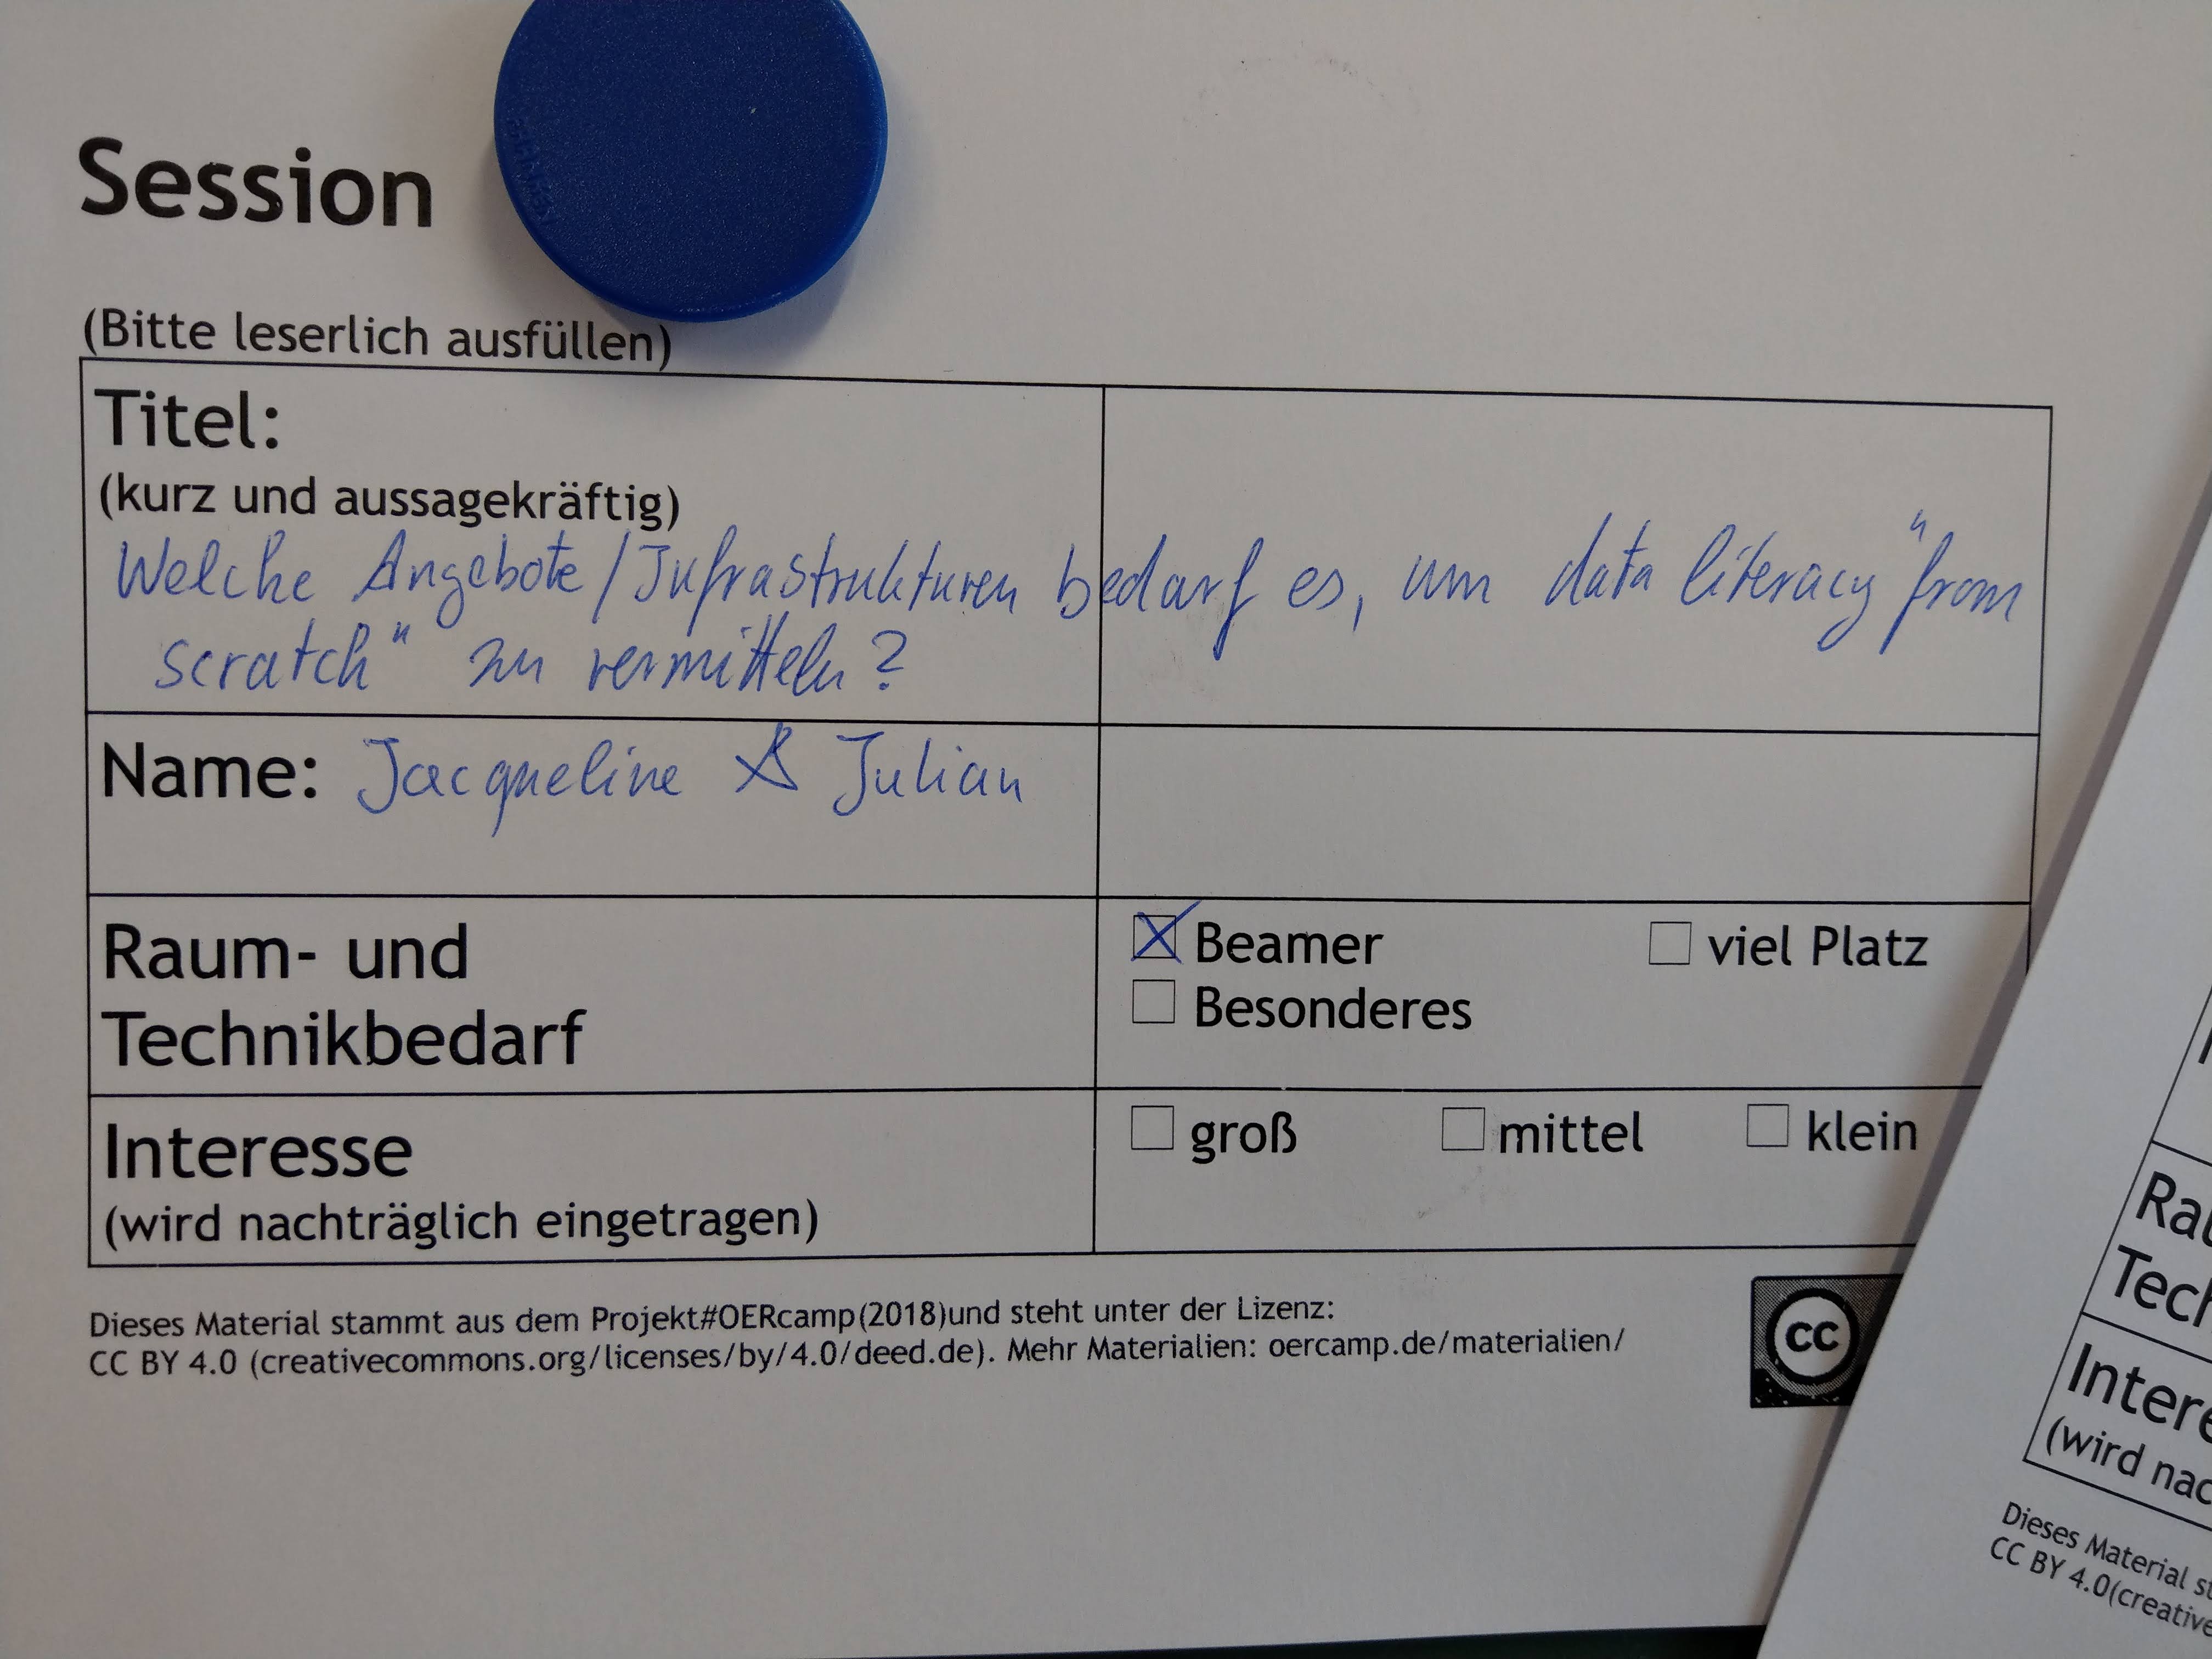 Session
(Bitte leserlich ausfüllen)
Titel:
(kurz und aussagekräftig)
Welche Angebote/Infrastrukturen bedarf es, um data literacy "from
scratch" zu vermitteln?
Name: Jacqueline & Julian
Raum- und
Technikbedarf
Beamer
viel Platz
Besonderes
Interesse
(wird nachträglich eingetragen)
groß
mittel
klein
Dieses Material stammt aus dem Projekt#OERcamp(2018)und steht unter der Lizenz:
CC BY 4.0 (creativecommons.org/licenses/by/4.0/deed.de). Mehr Materialien: oercamp.de/materialien/
cc
Rau
Tech
Intere
(wird nac
Dieses Material st
CC BY 4.0(creative